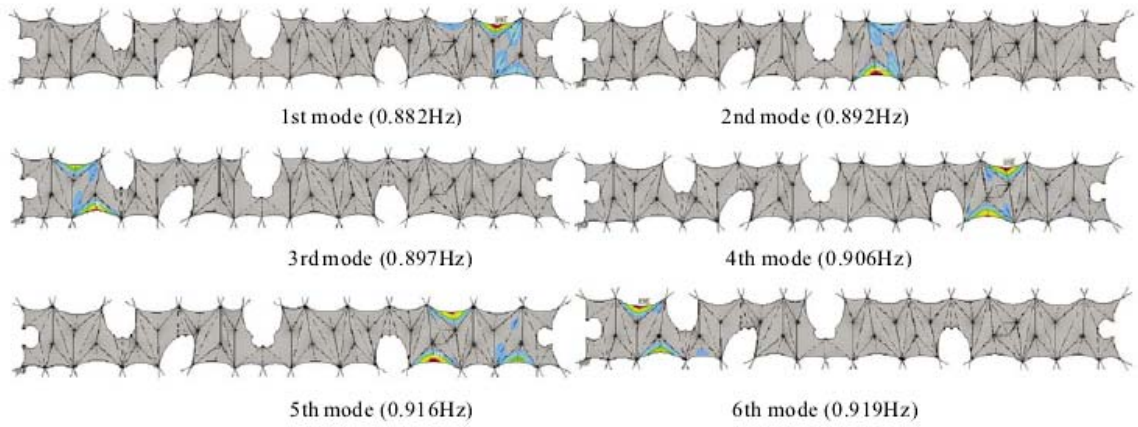 1st mode (0.882Hz)
2nd mode (0.892Hz)
3rd mode (0.897Hz)
4th mode (0.906Hz)
5th mode (0.916Hz)
6th mode (0.919Hz)